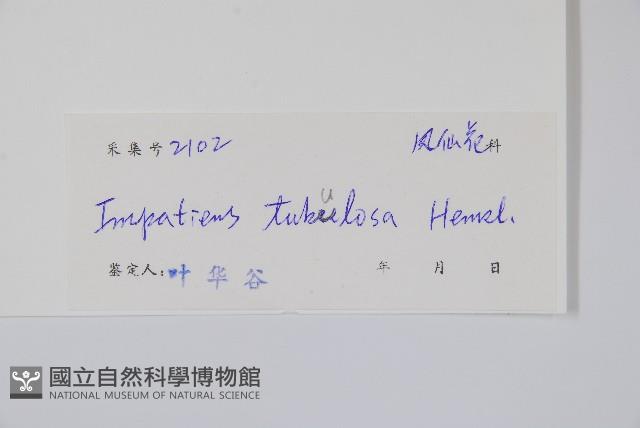 采集号 2102 凤仙花科
Impatiens tubulosa Hemsl.
鉴定人: 叶华谷 年 月 日
國立自然科學博物館
NATIONAL MUSEUM OF NATURAL SCIENCE